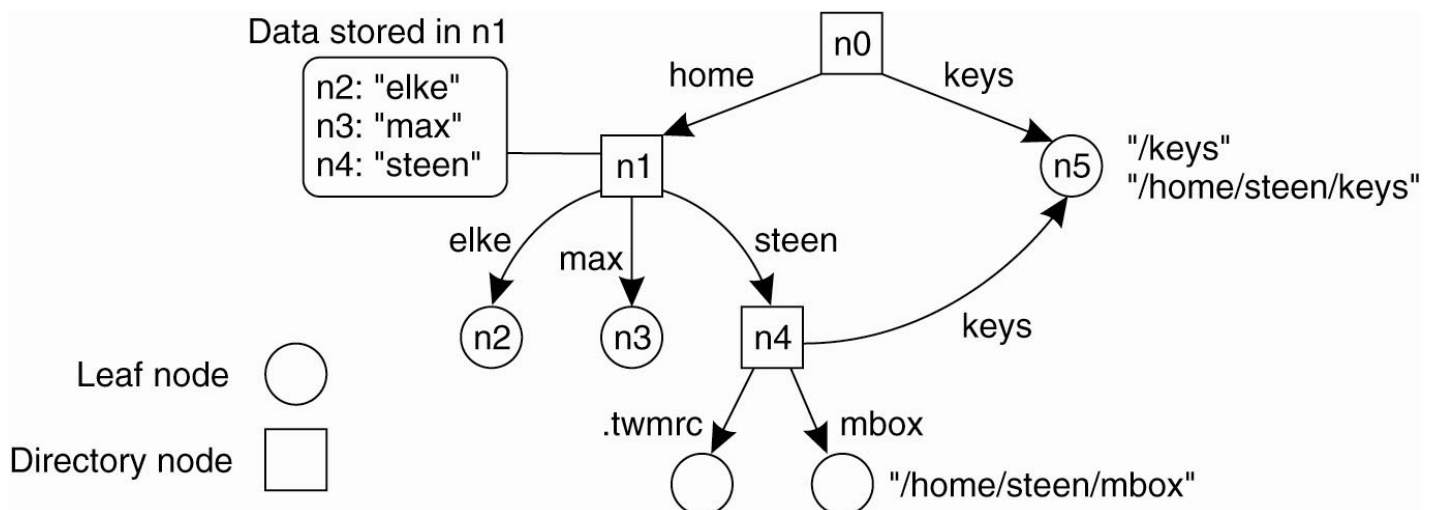 Data stored in n1
n2: "elke"
n3: "max"
n4: "steen"
n0
home
keys
n1
n5
"/keys"
"/home/steen/keys"
elke
max
steen
n2
n3
n4
keys
Leaf node
.twmrc
mbox
Directory node
"/home/steen/mbox"